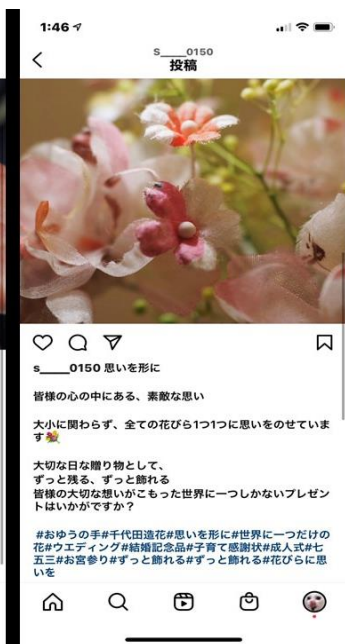 1:46
s____0150
投稿
s____0150 思いを形に
皆様の心の中にある、素敵な思い
大小に関わらず、全ての花びら1つ1つに思いをのせていま
す💐
大切な日な贈り物として、
ずっと残る、ずっと飾れる
皆様の大切な想いがこもった世界に一つしかないプレゼン
トはいかがですか？
#おゆうの手#千代田造花#思いを形に#世界に一つだけの
花#ウエディング#結婚記念品#子育て感謝状#成人式#七
五三#お宮参り#ずっと飾れる#ずっと飾れる#花びらに思
いを